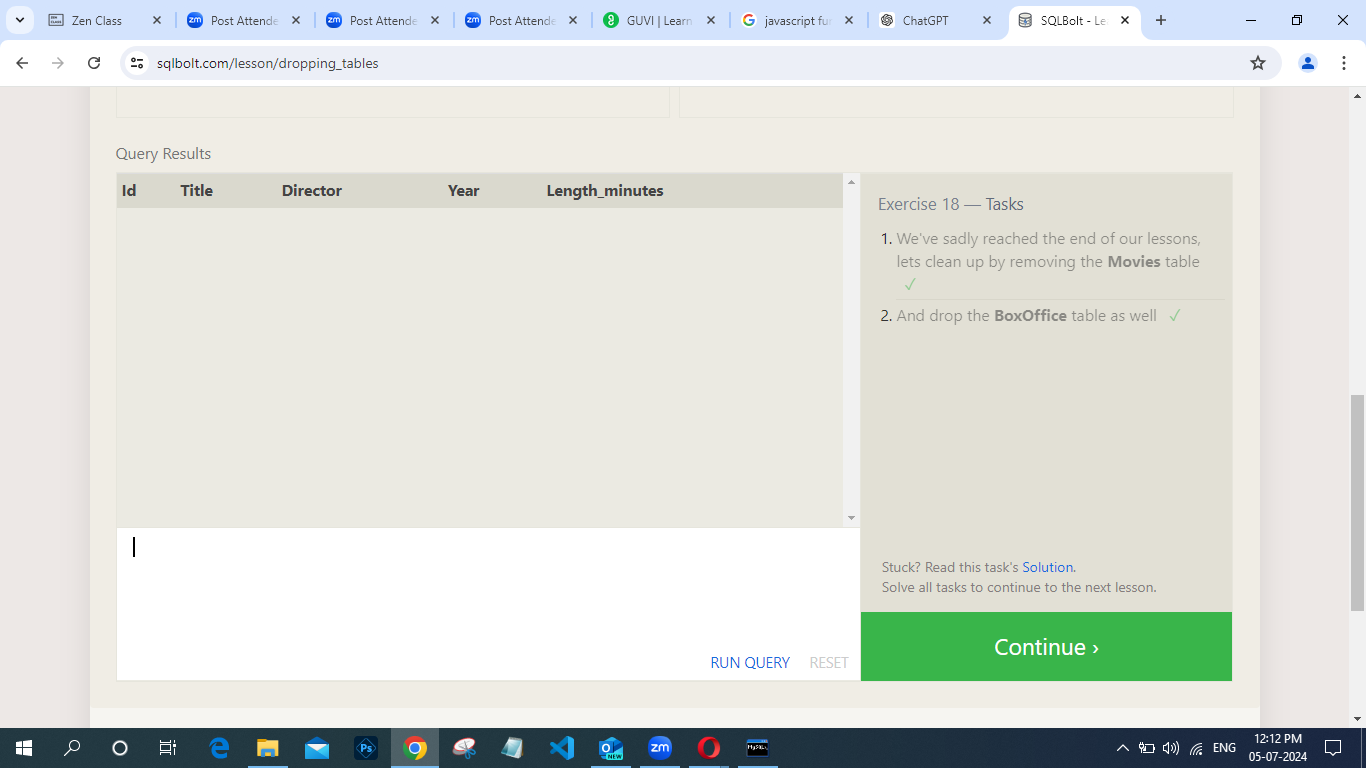 Zen Class
Post Attende
Post Attende
Post Attende
GUVI | Learn
javascript fur
ChatGPT
SQLBolt - Le
sqlbolt.com/lesson/dropping_tables
Query Results
Id Title Director Year Length_minutes
Exercise 18 — Tasks
1. We've sadly reached the end of our lessons,
lets clean up by removing the Movies table
✓
2. And drop the BoxOffice table as well ✓
Stuck? Read this task's Solution.
Solve all tasks to continue to the next lesson.
RUN QUERY RESET
Continue ›
ENG
12:12 PM
05-07-2024